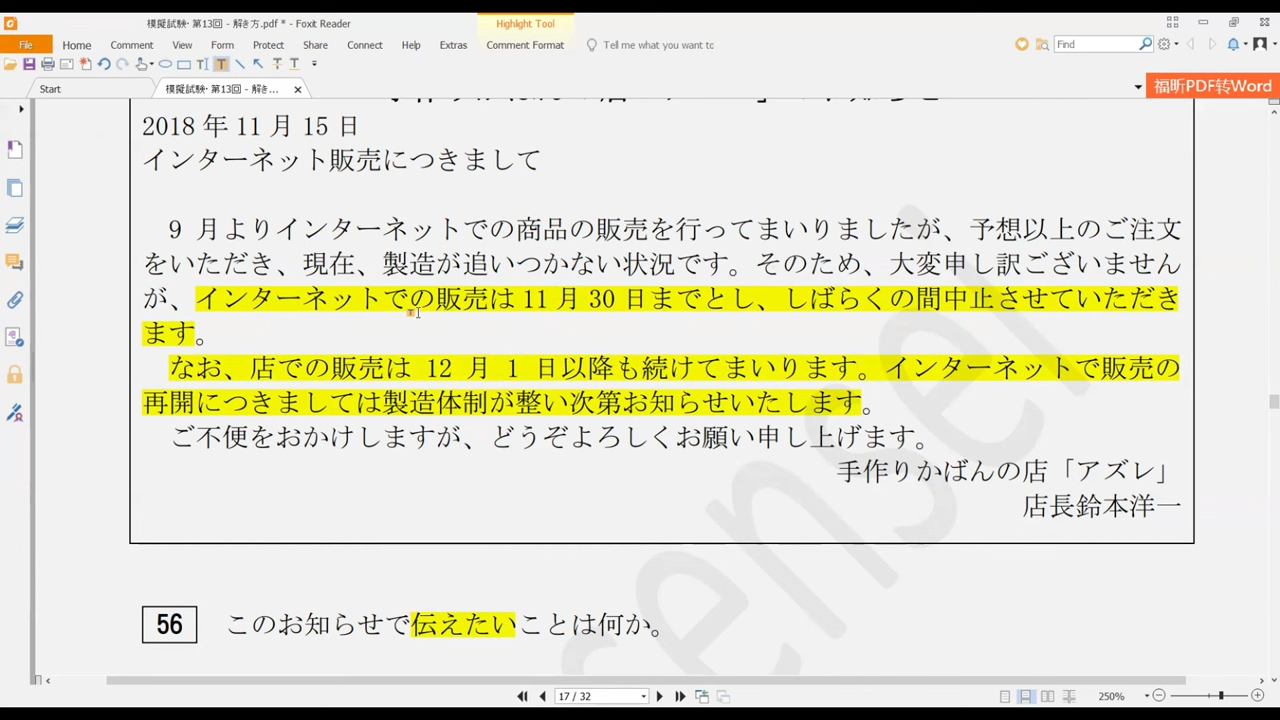 模擬試験· 第13回 - 解き方.pdf * - Foxit Reader
Highlight Tool
File Home Comment View Form Protect Share Connect Help Extras Comment Format Tell me what you want tc Find
Start 模擬試験· 第13回 - 解き...
福昕PDF转Word
2018 年 11 月 15 日
インターネット販売につきまして
9 月よりインターネットでの商品の販売を行ってまいりましたが、予想以上のご注文
をいただき、現在、製造が追いつかない状況です。そのため、大変申し訳ございません
が、インターネットでの販売は 11 月 30 日までとし、しばらくの間中止させていただき
ます。
なお、店での販売は 12 月 1 日以降も続けてまいります。インターネットで販売の
再開につきましては製造体制が整い次第お知らせいたします。
ご不便をおかけしますが、どうぞよろしくお願い申し上げます。
手作りかばんの店「アズレ」
店長鈴本洋一
56 このお知らせで伝えたいことは何か。
17 / 32
250%